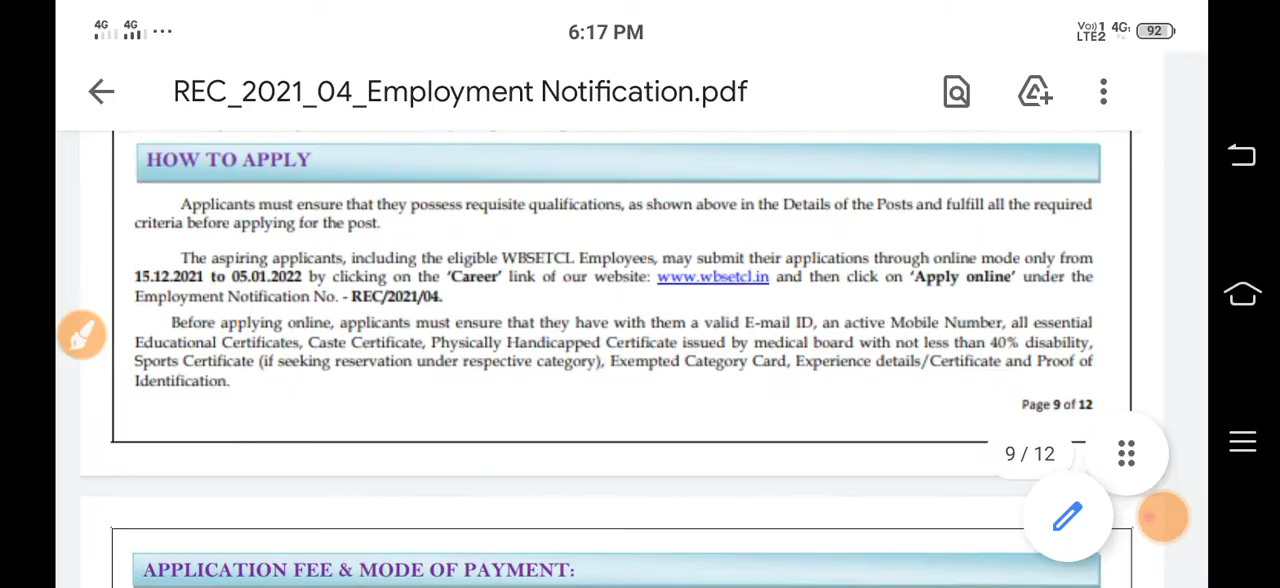 4G 4G ... 6:17 PM Vo)) 1 4G LTE2 92
REC_2021_04_Employment Notification.pdf
HOW TO APPLY
Applicants must ensure that they possess requisite qualifications, as shown above in the Details of the Posts and fulfill all the required
criteria before applying for the post.
The aspiring applicants, including the eligible WBSETCL Employees, may submit their applications through online mode only from
15.12.2021 to 05.01.2022 by clicking on the 'Career' link of our website: www.wbsetcl.in and then click on 'Apply online' under the
Employment Notification No. - REC/2021/04.
Before applying online, applicants must ensure that they have with them a valid E-mail ID, an active Mobile Number, all essential
Educational Certificates, Caste Certificate, Physically Handicapped Certificate issued by medical board with not less than 40% disability,
Sports Certificate (if seeking reservation under respective category), Exempted Category Card, Experience details/Certificate and Proof of
Identification.
Page 9 of 12
9 / 12
APPLICATION FEE & MODE OF PAYMENT: